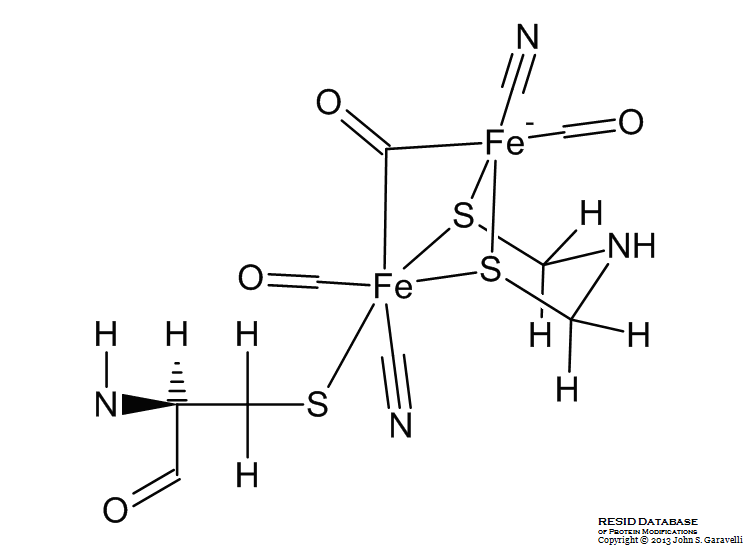 N
O
Fe
-
O
S
H
NH
S
O
Fe
H
H
H
H
H
H
H
N
S
N
H
O
RESID DATABASE
OF PROTEIN MODIFICATIONS
Copyright © 2013 John S. Garavelli